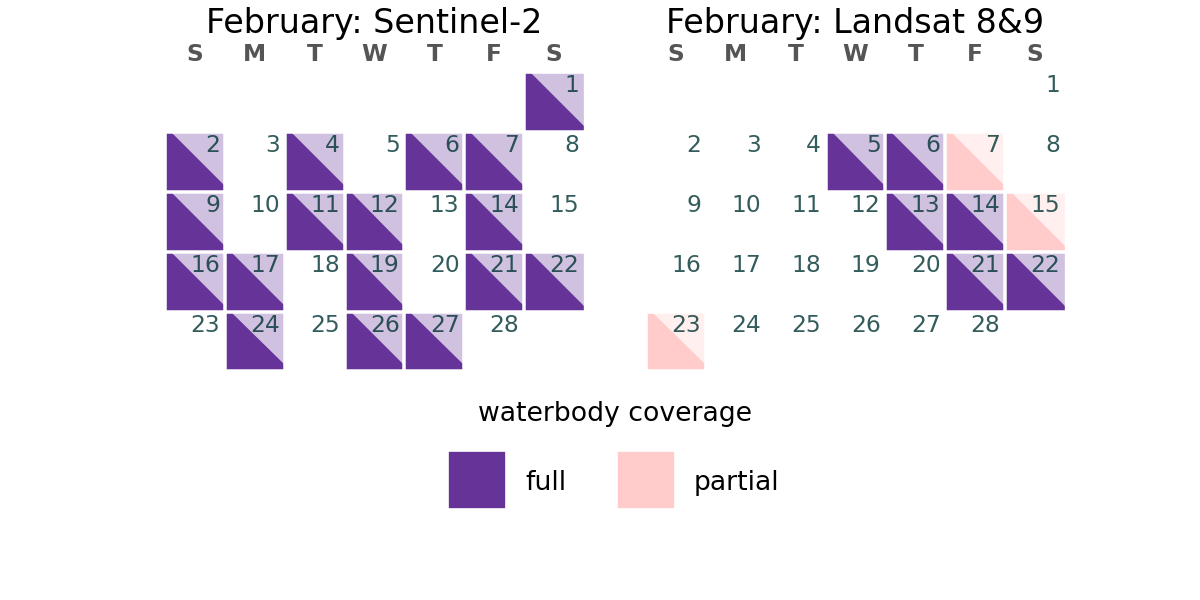 February: Sentinel-2
S M T W T F S
1
2 3 4 5 6 7 8
9 10 11 12 13 14 15
16 17 18 19 20 21 22
23 24 25 26 27 28
February: Landsat 8&9
S M T W T F S
1
2 3 4 5 6 7 8
9 10 11 12 13 14 15
16 17 18 19 20 21 22
23 24 25 26 27 28
waterbody coverage
full
partial